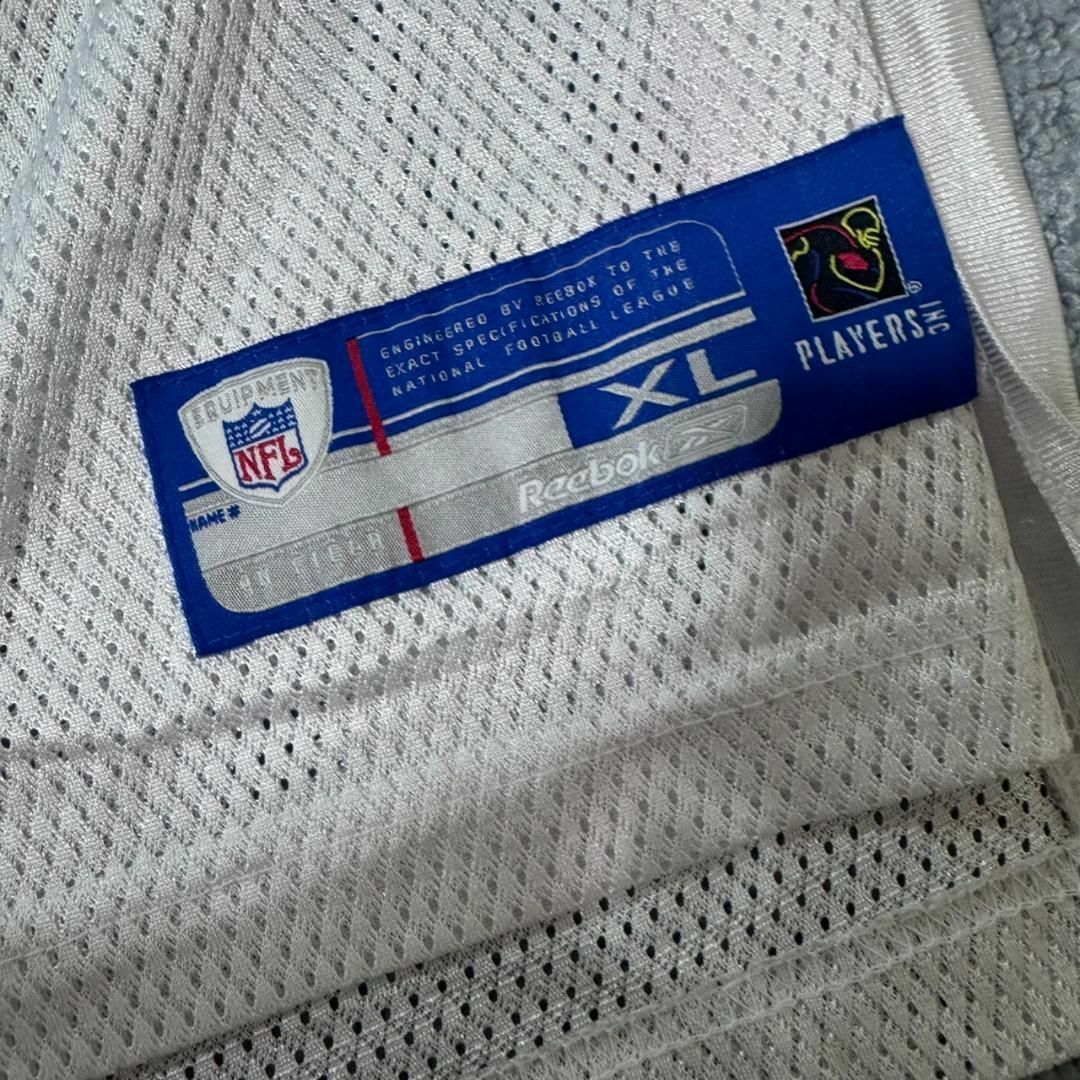 EQUIPMENT
NFL
ENGINEERED BY REEBOK TO THE
EXACT SPECIFICATIONS OF THE
NATIONAL FOOTBALL LEAGUE
XL
Reebok
NAME #
ON FIELD
PLAYERS INC
®